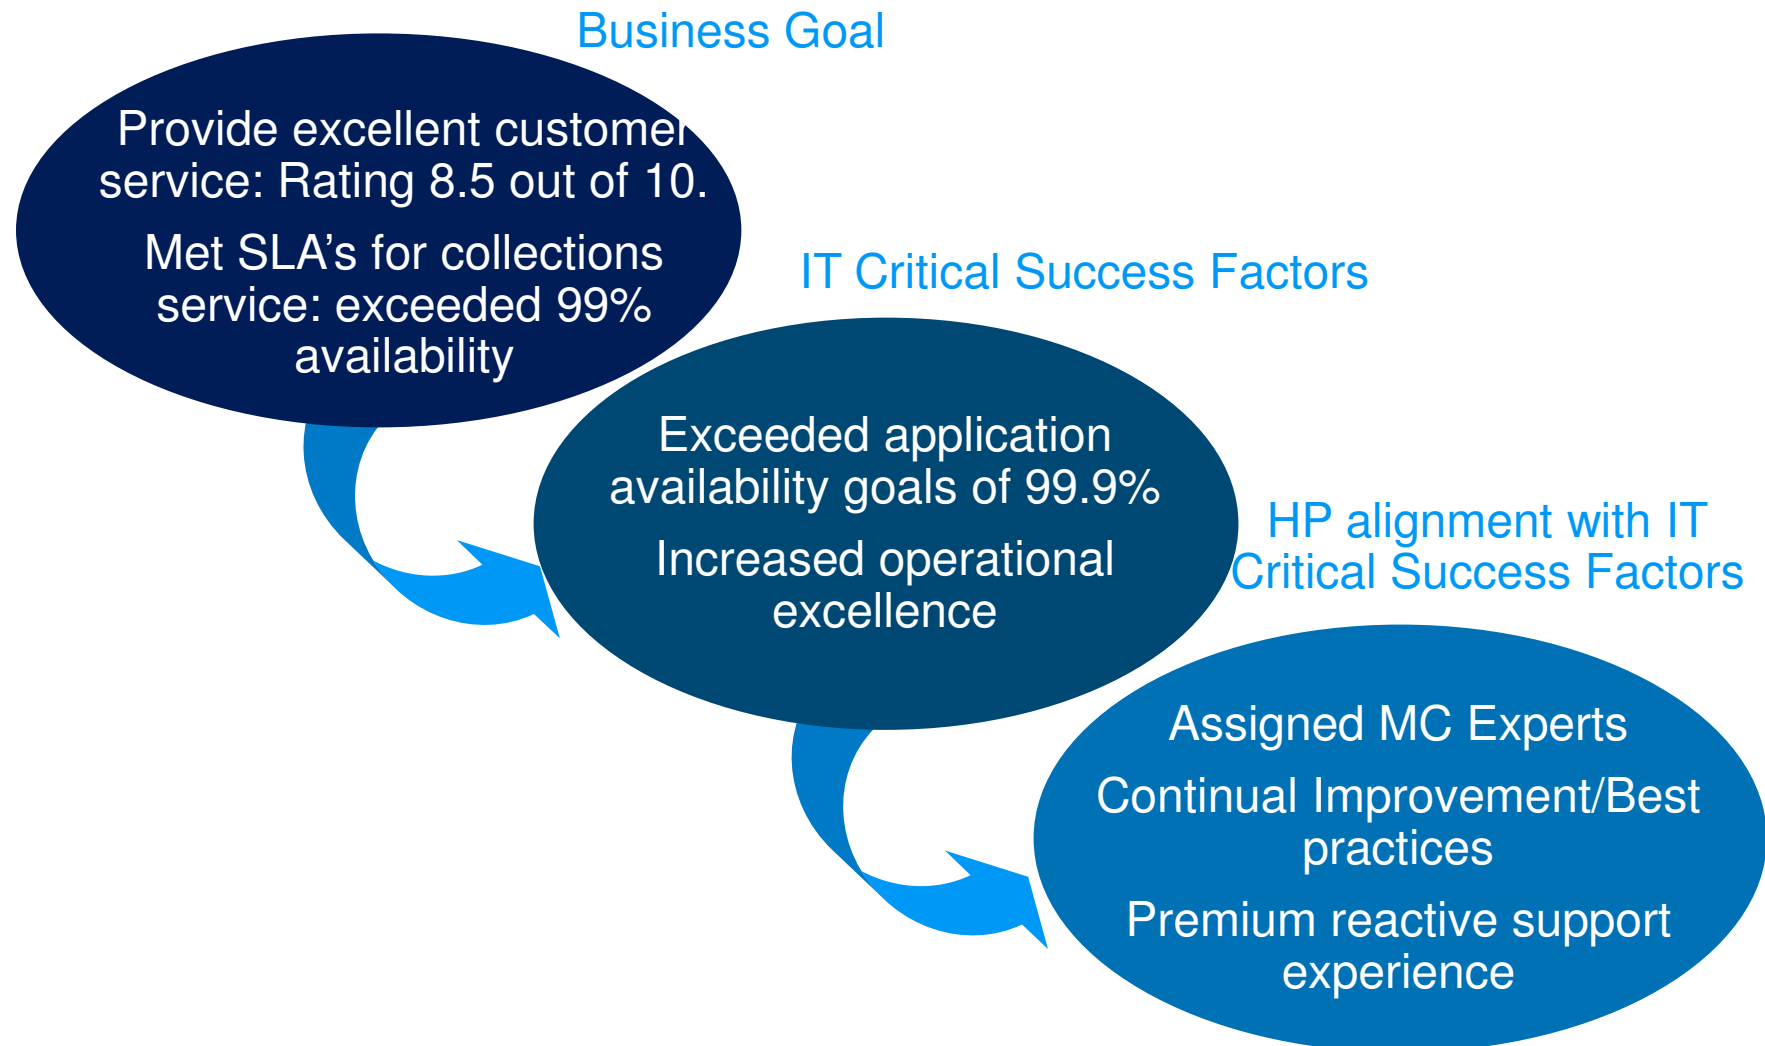 Business Goal
Provide excellent customer
service: Rating 8.5 out of 10.
Met SLA’s for collections
service: exceeded 99%
availability
IT Critical Success Factors
Exceeded application
availability goals of 99.9%
Increased operational
excellence
HP alignment with IT
Critical Success Factors
Assigned MC Experts
Continual Improvement/Best
practices
Premium reactive support
experience